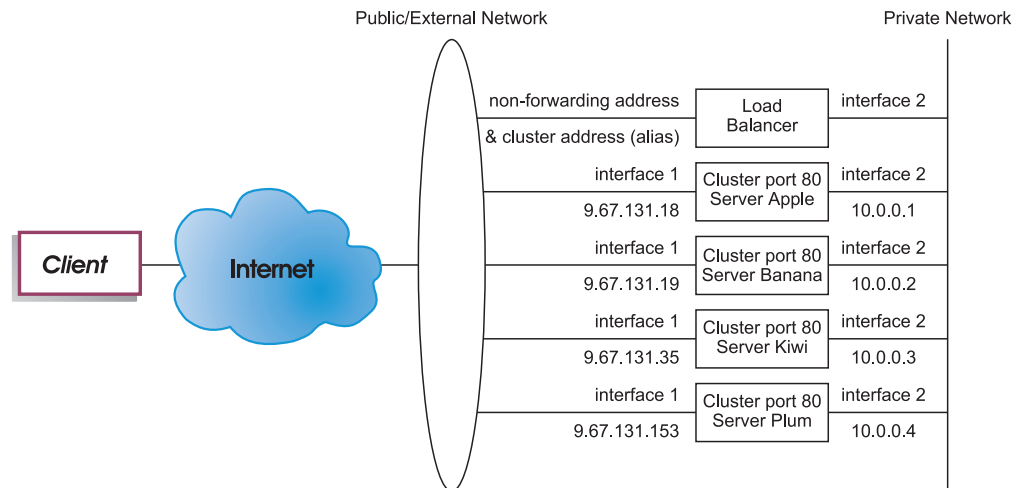 Public/External Network
Private Network
non-forwarding address
& cluster address (alias)
Load
Balancer
interface 2
interface 1
9.67.131.18
Cluster port 80
Server Apple
interface 2
10.0.0.1
interface 1
9.67.131.19
Cluster port 80
Server Banana
interface 2
10.0.0.2
interface 1
9.67.131.35
Cluster port 80
Server Kiwi
interface 2
10.0.0.3
interface 1
9.67.131.153
Cluster port 80
Server Plum
interface 2
10.0.0.4
Client
Internet